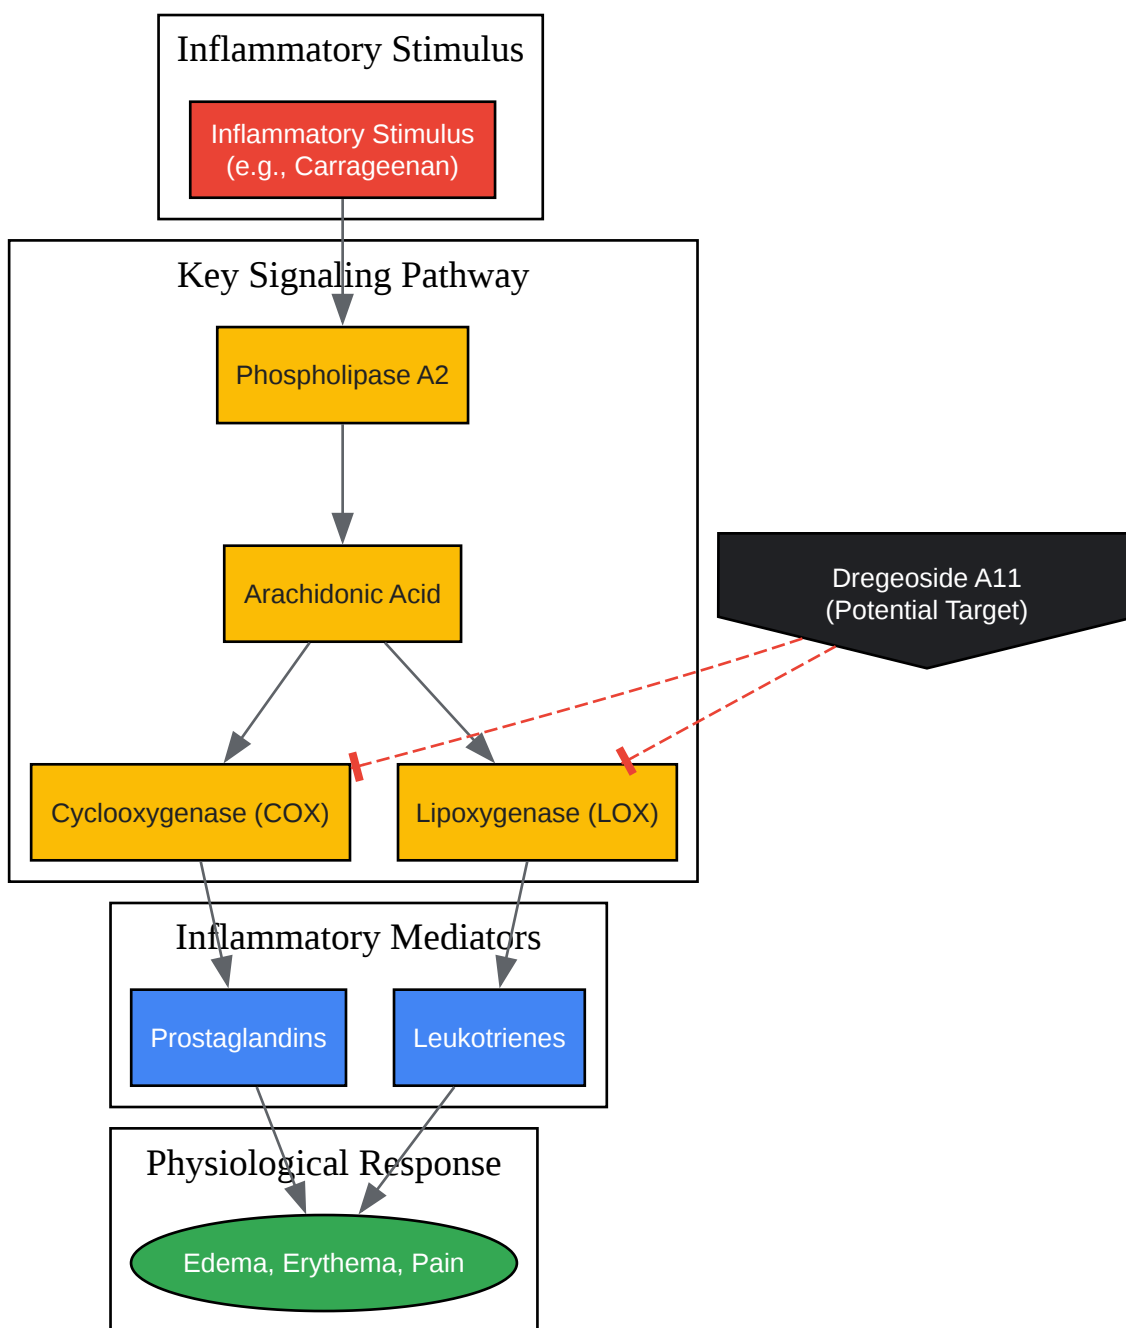 Inflammatory Stimulus
Inflammatory Stimulus
(e.g., Carrageenan)
Key Signaling Pathway
Phospholipase A2
Arachidonic Acid
Dregeoside A11
(Potential Target)
Cyclooxygenase (COX)
Lipoxygenase (LOX)
Inflammatory Mediators
Prostaglandins
Leukotrienes
Physiological Response
Edema, Erythema, Pain